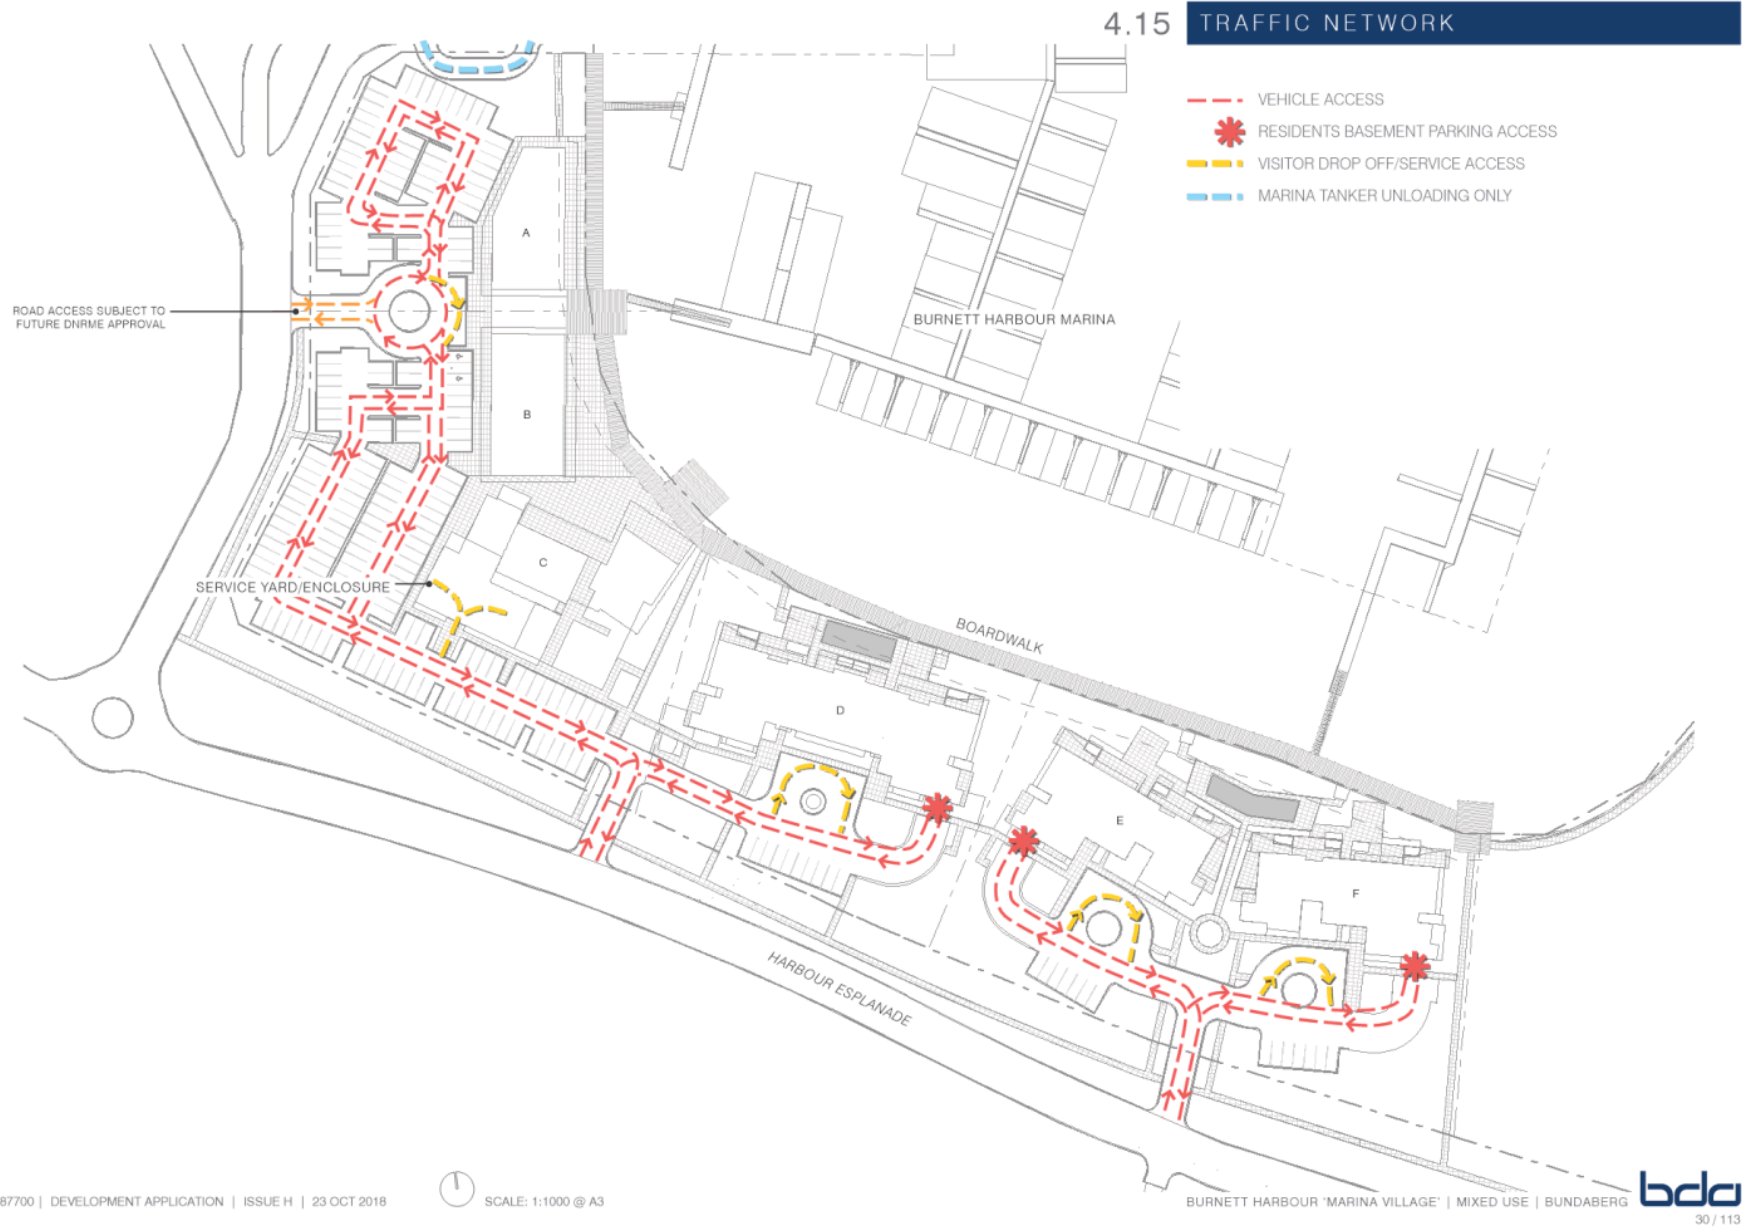 4.15 TRAFFIC NETWORK
VEHICLE ACCESS
RESIDENTS BASEMENT PARKING ACCESS
VISITOR DROP OFF/SERVICE ACCESS
MARINA TANKER UNLOADING ONLY
A
ROAD ACCESS SUBJECT TO
FUTURE DNRME APPROVAL
BURNETT HARBOUR MARINA
B
C
SERVICE YARD/ENCLOSURE
BOARDWALK
D
E
F
HARBOUR ESPLANADE
87700 | DEVELOPMENT APPLICATION | ISSUE H | 23 OCT 2018
SCALE: 1:1000 @ A3
BURNETT HARBOUR 'MARINA VILLAGE' | MIXED USE | BUNDABERG
bda
30 / 113